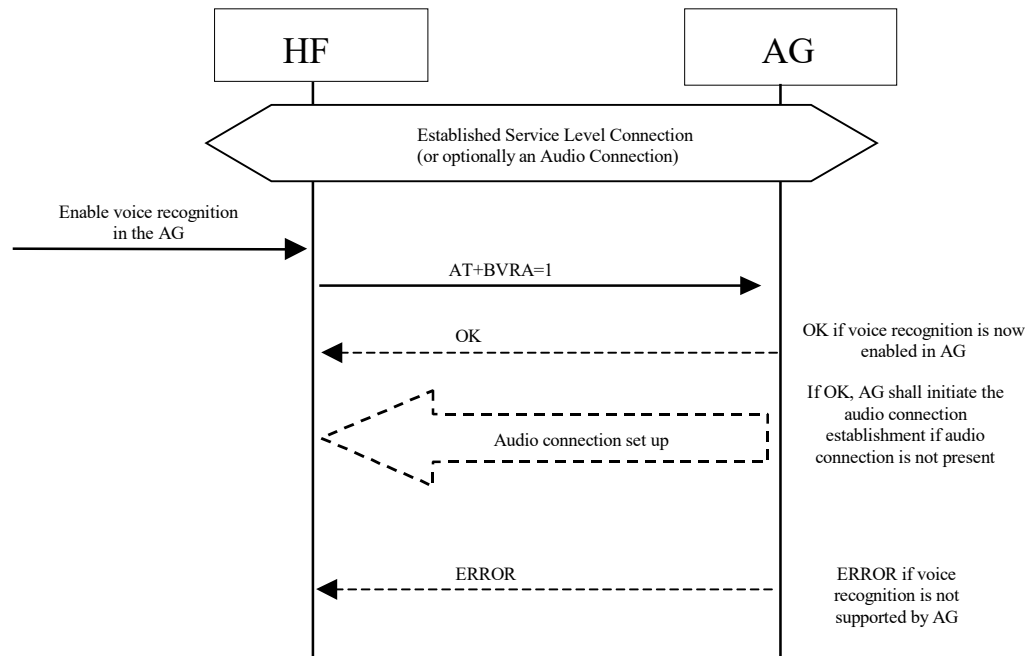 HF
AG
Established Service Level Connection
(or optionally an Audio Connection)
Enable voice recognition
in the AG
AT+BVRA=1
OK
OK if voice recognition is now
enabled in AG
If OK, AG shall initiate the
audio connection
establishment if audio
connection is not present
Audio connection set up
ERROR
ERROR if voice
recognition is not
supported by AG